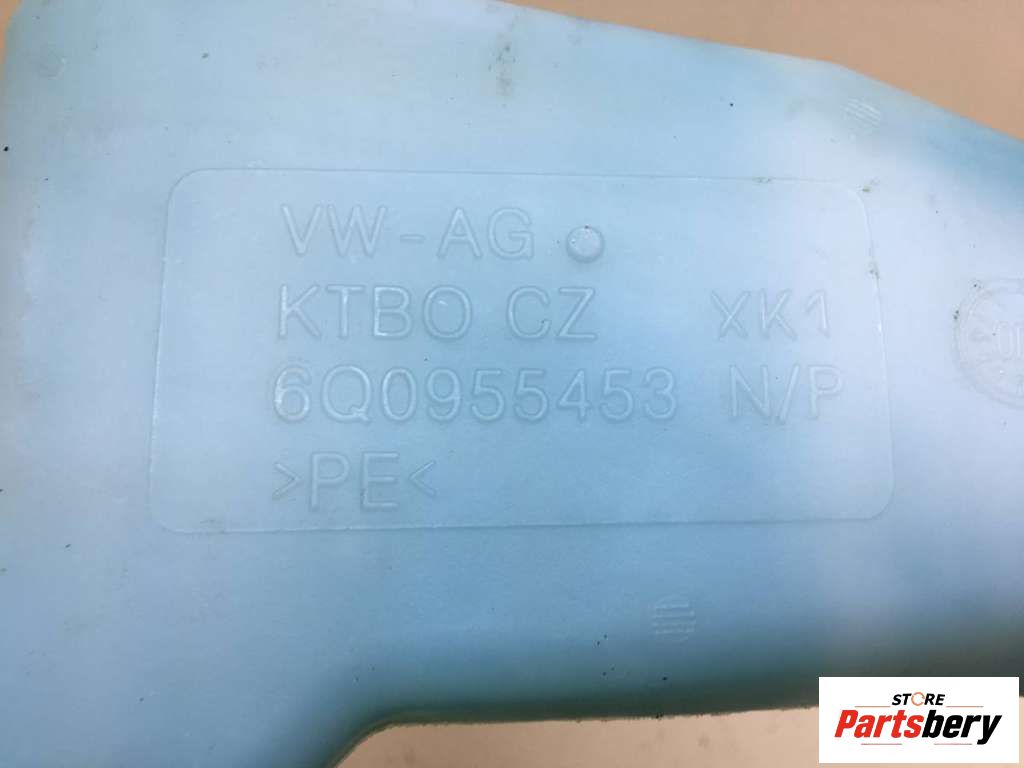 VW-AG
KTBO CZ XK1
6Q0955453 N/P
>PE<
STORE
Partsbery